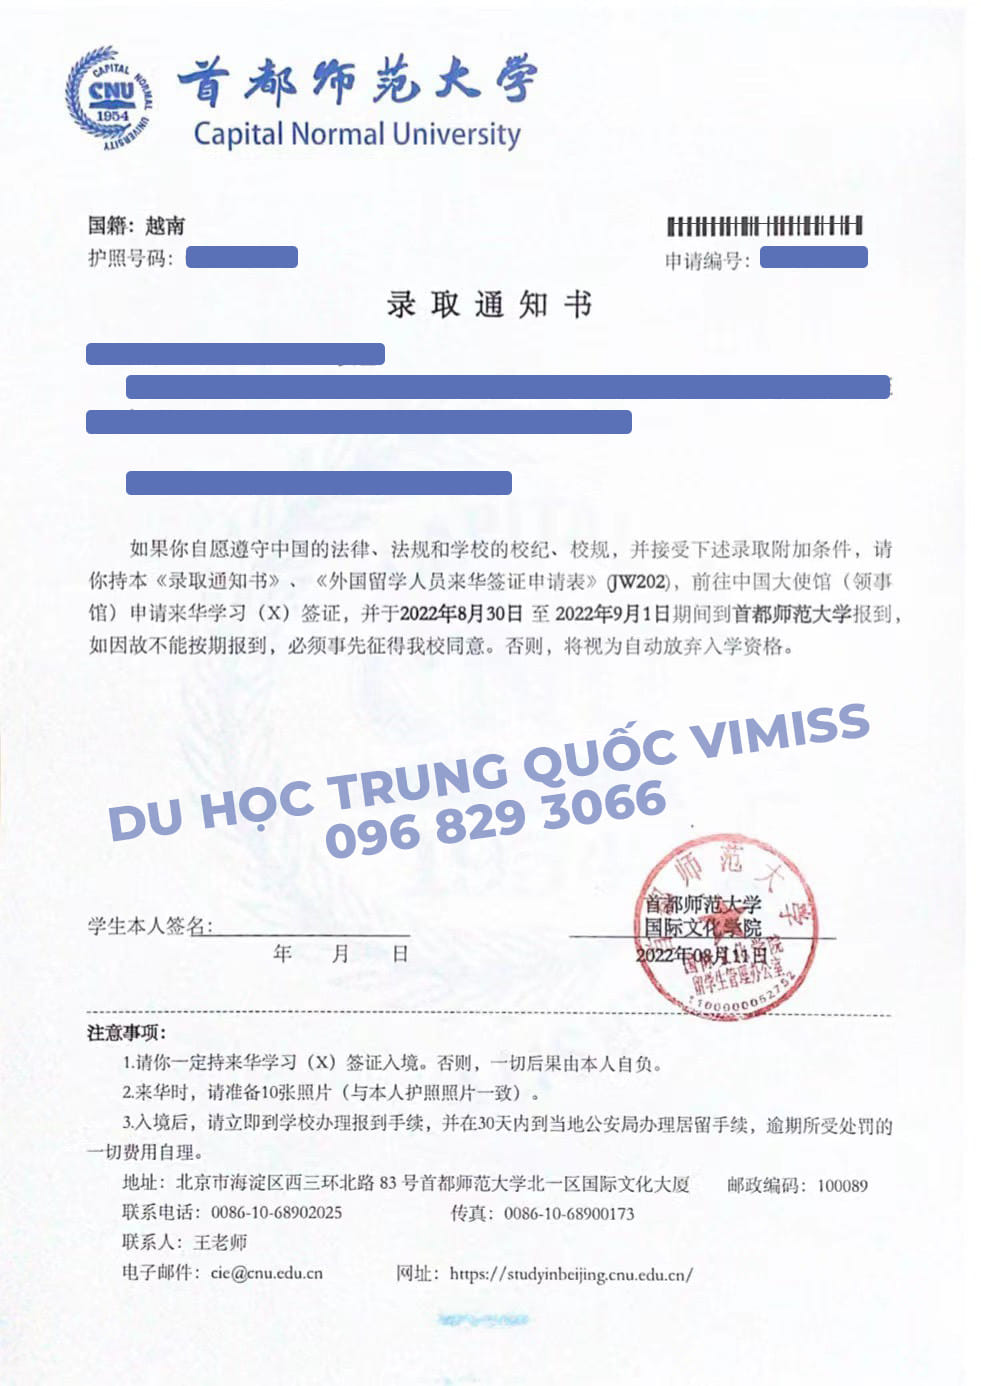 CAPITAL NORMAL UNIVERSITY
CNU
1954
首都师范大学
Capital Normal University
国籍：越南
护照号码：
申请编号：
录取通知书
如果你自愿遵守中国的法律、法规和学校的校纪、校规，并接受下述录取附加条件，请
你持本《录取通知书》、《外国留学人员来华签证申请表》(JW202)，前往中国大使馆（领事
馆）申请来华学习（X）签证，并于2022年8月30日 至 2022年9月1日期间到首都师范大学报到，
如因故不能按期报到，必须事先征得我校同意。否则，将视为自动放弃入学资格。
DU HỌC TRUNG QUỐC VIMISS
096 829 3066
首都师范大学
学生本人签名：
国际文化学院
年 月 日
2022年08月11日
首都师范大学
国际文化学院
留学生管理办公室
1100000052752
注意事项：
1.请你一定持来华学习（X）签证入境。否则，一切后果由本人自负。
2.来华时，请准备10张照片（与本人护照照片一致）。
3.入境后，请立即到学校办理报到手续，并在30天内到当地公安局办理居留手续，逾期所受处罚的
一切费用自理。
地址：北京市海淀区西三环北路 83 号首都师范大学北一区国际文化大厦 邮政编码：100089
联系电话：0086-10-68902025 传真：0086-10-68900173
联系人：王老师
电子邮件：cie@cnu.edu.cn 网址：https://studyinbeijing.cnu.edu.cn/